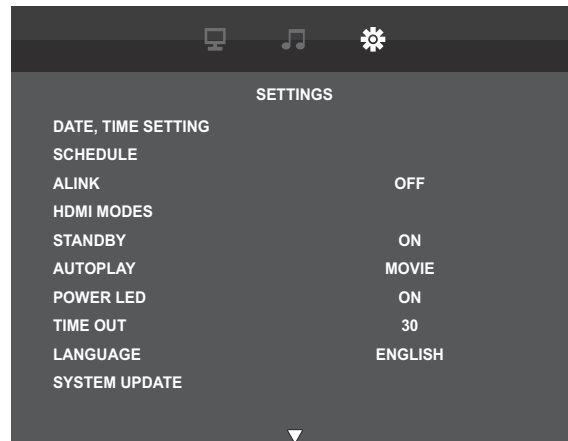 SETTINGS
DATE, TIME SETTING
SCHEDULE
ALINK OFF
HDMI MODES
STANDBY ON
AUTOPLAY MOVIE
POWER LED ON
TIME OUT 30
LANGUAGE ENGLISH
SYSTEM UPDATE